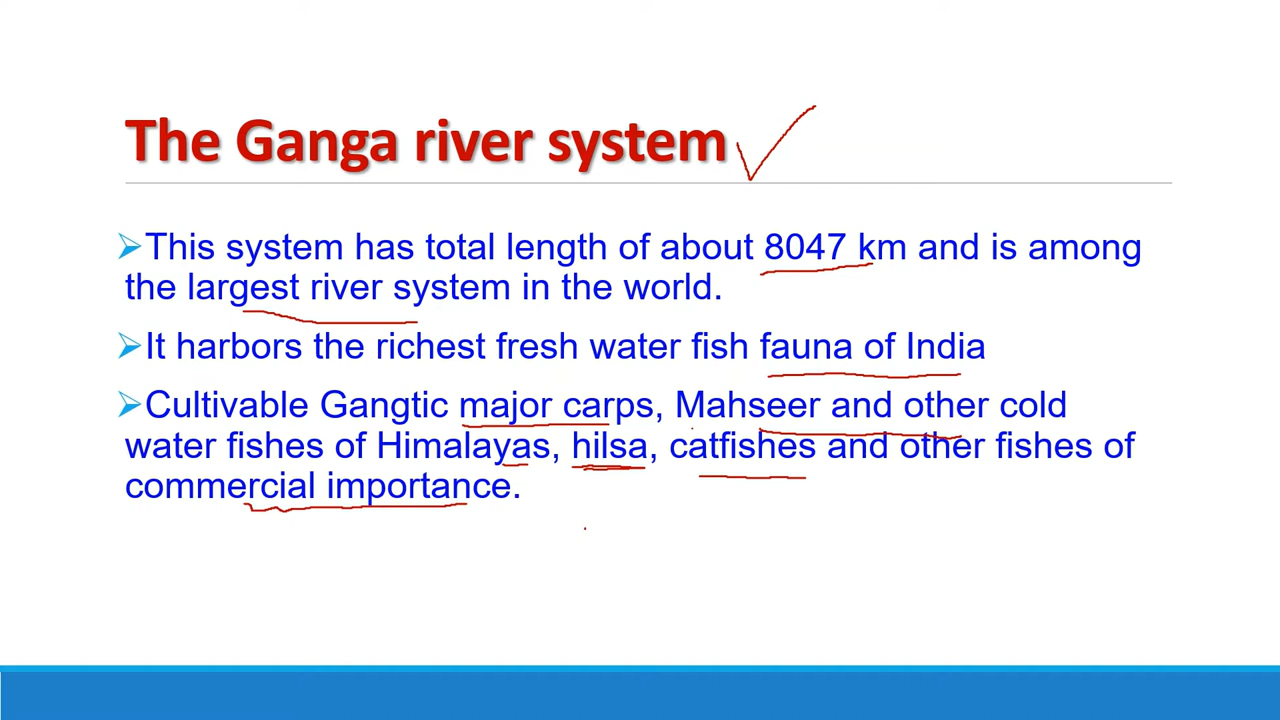 The Ganga river system
This system has total length of about 8047 km and is among
the largest river system in the world.
It harbors the richest fresh water fish fauna of India
Cultivable Gangtic major carps, Mahseer and other cold
water fishes of Himalayas, hilsa, catfishes and other fishes of
commercial importance.